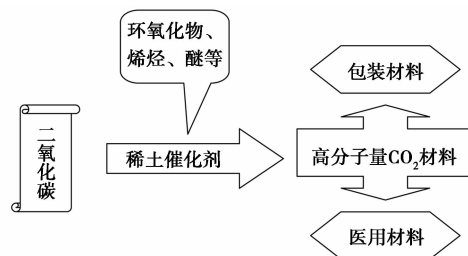 环氧化物、
烯烃、醚等
包装材料
二氧化碳
稀土催化剂
高分子量CO₂材料
医用材料